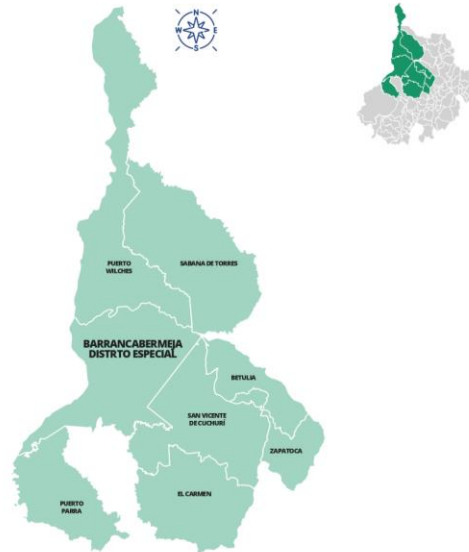 N
W
E
S
PUERTO
WILCHES
SABANA DE TORRES
BARRANCABERMEJA
DISTRTO ESPECIAL
BETULIA
SAN VICENTE
DE CUCHURÍ
ZAPATOCA
EL CARMEN
PUERTO
PARRA